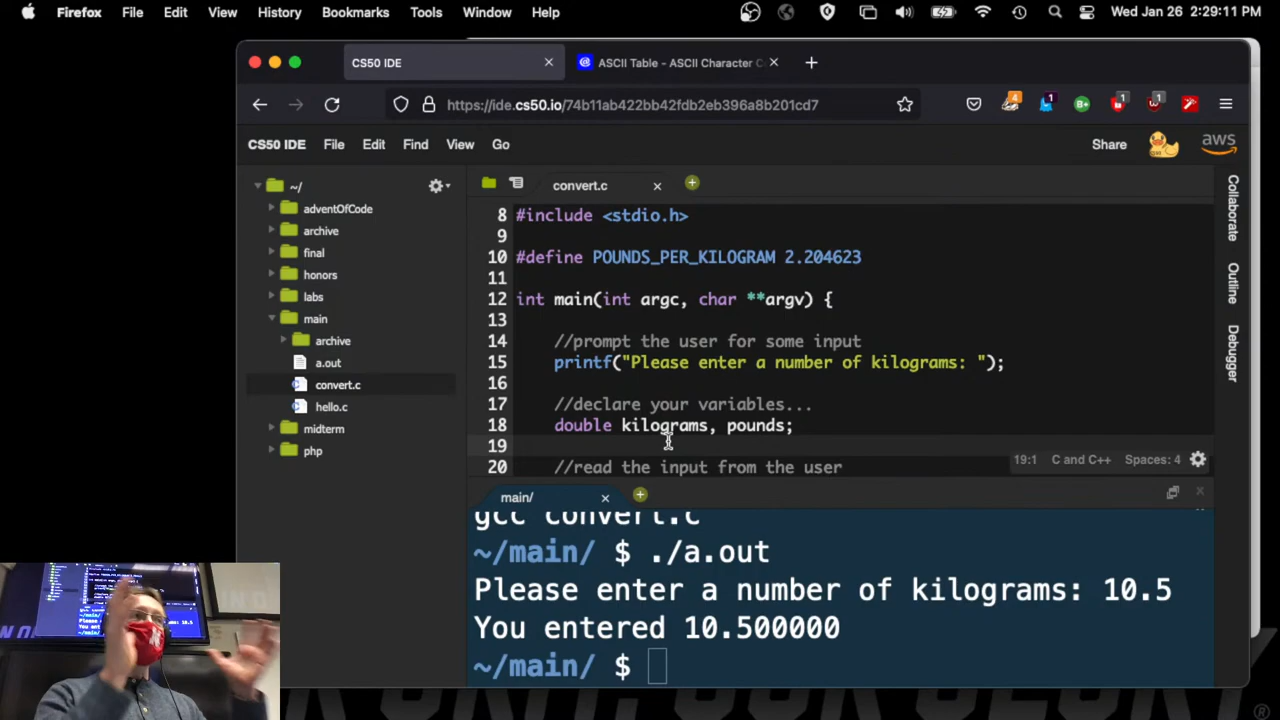 Firefox File Edit View History Bookmarks Tools Window Help Wed Jan 26 2:29:11 PM
CS50 IDE
ASCII Table - ASCII Character C
https://ide.cs50.io/74b11ab422bb42fdb2eb396a8b201cd7
4 1 B+ 1 1
CS50 IDE File Edit Find View Go Share aws
~/
adventOfCode
archive
final
honors
labs
main
archive
a.out
convert.c
hello.c
midterm
php
convert.c
8 #include <stdio.h>
9
10 #define POUNDS_PER_KILOGRAM 2.204623
11
12 int main(int argc, char **argv) {
13
14 //prompt the user for some input
15 printf("Please enter a number of kilograms: ");
16
17 //declare your variables...
18 double kilograms, pounds;
19
20 //read the input from the user
19:1 C and C++ Spaces: 4
Collaborate
Outline
Debugger
main/
gcc convert.c
~/main/ $ ./a.out
Please enter a number of kilograms: 10.5
You entered 10.500000
~/main/ $